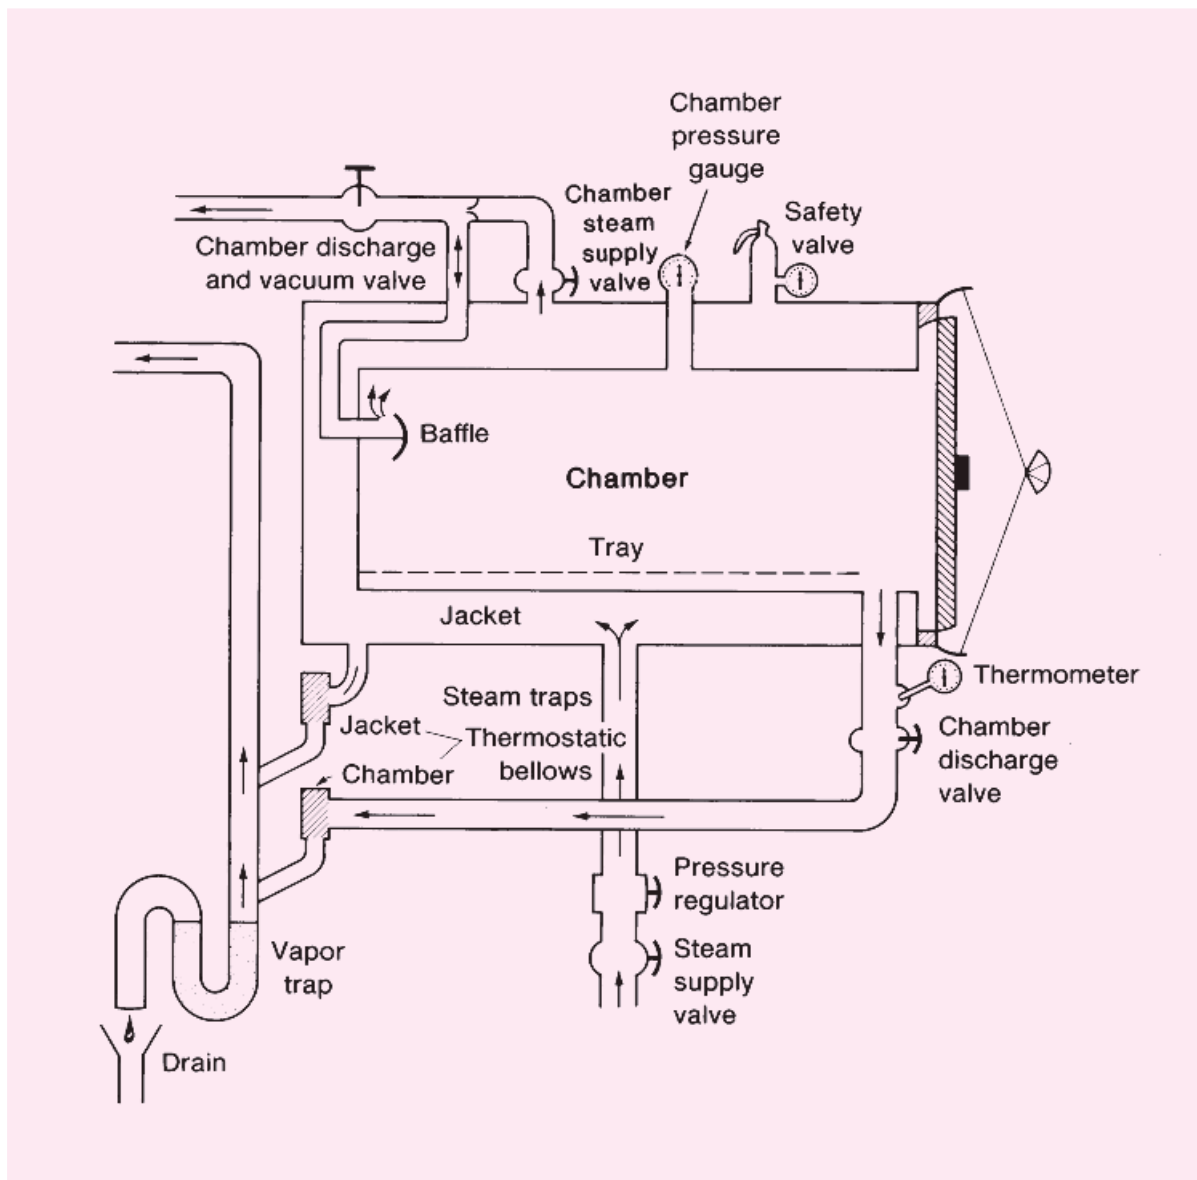 Chamber
pressure
gauge
Chamber
steam
supply
valve
Safety
valve
Chamber discharge
and vacuum valve
Baffle
Chamber
Tray
Jacket
Steam traps
Jacket
Thermostatic
bellows
Chamber
Thermometer
Chamber
discharge
valve
Pressure
regulator
Steam
supply
valve
Vapor
trap
Drain